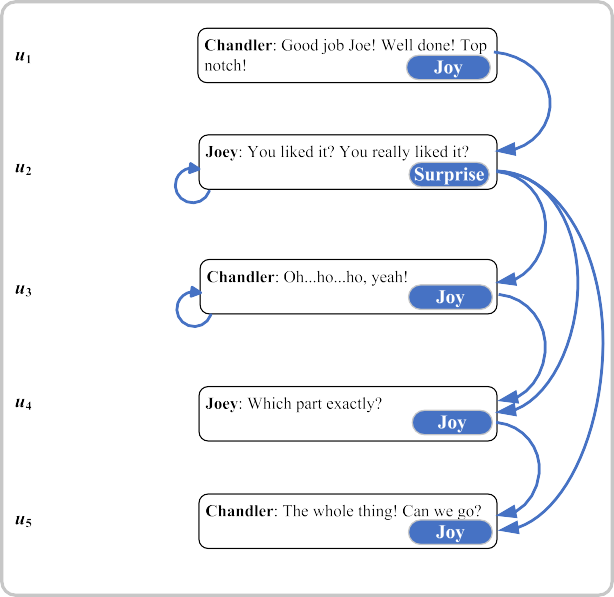 u1
Chandler: Good job Joe! Well done! Top
notch!
Joy
u2
Joey: You liked it? You really liked it?
Surprise
u3
Chandler: Oh...ho...ho, yeah!
Joy
u4
Joey: Which part exactly?
Joy
u5
Chandler: The whole thing! Can we go?
Joy